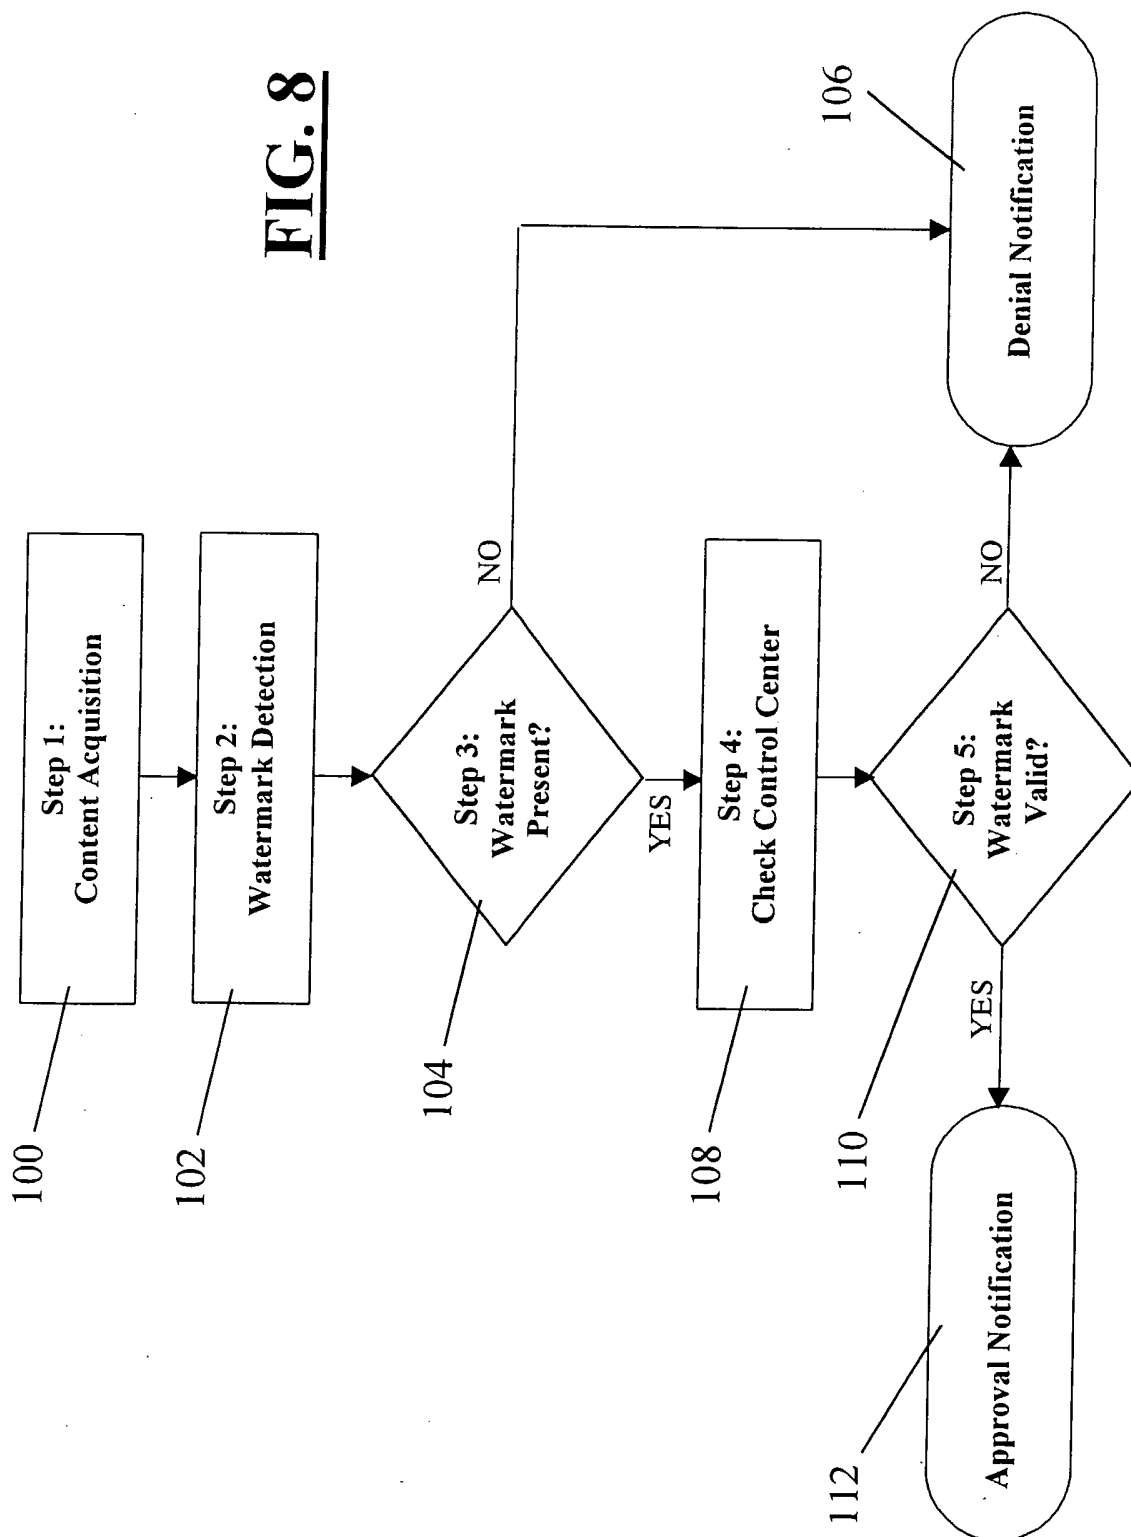 FIG. 8
100
Step 1:
Content Acquisition
102
Step 2:
Watermark Detection
104
Step 3:
Watermark
Present?
NO
YES
106
Denial Notification
108
Step 4:
Check Control Center
110
Step 5:
Watermark
Valid?
YES
NO
112
Approval Notification